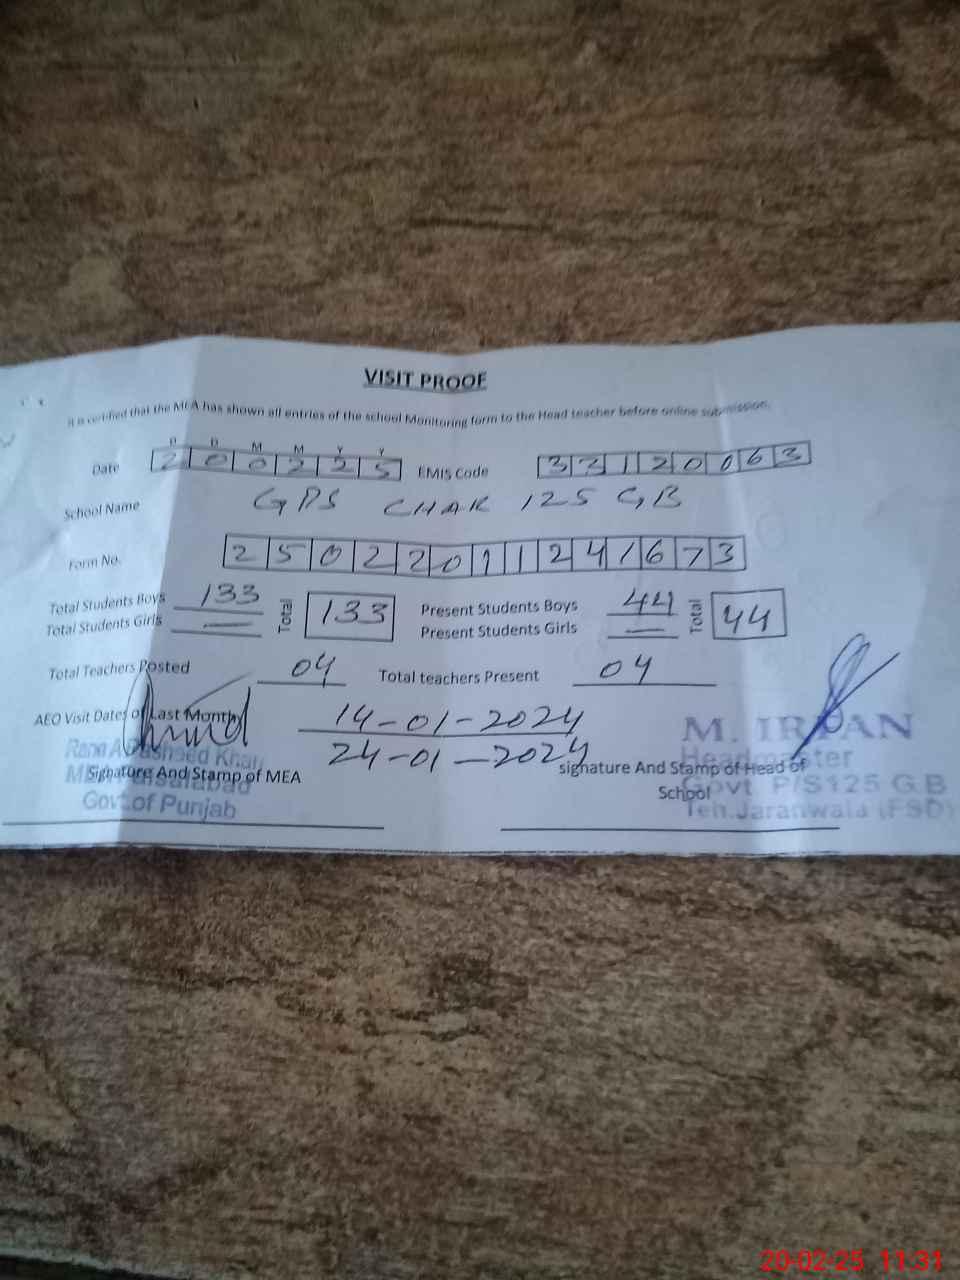 VISIT PROOF
It is certified that the MEA has shown all entries of the school Monitoring form to the Head teacher before online submission.
D D M M Y Y
Date 2 0 0 2 2 5 EMIS Code 3 3 1 2 0 0 6 3
School Name GPS CHAK 125 G,B
Form No. 2 5 0 2 2 0 1 1 2 4 1 6 7 3
Total Students Boys 133 Total 133 Present Students Boys 44 Total 44
Total Students Girls — Present Students Girls —
Total Teachers Posted 04 Total teachers Present 04
AEO Visit Dates of Last Month 14-01-2024
24-01-2024
M. IRFAN
Headmaster
Govt. P/S125 G.B
Teh.Jaranwala (FSD)
Khan
Faisalabad
Govt.of Punjab
Signature And Stamp of MEA
signature And Stamp of Head of
School
20-02-25 11:31